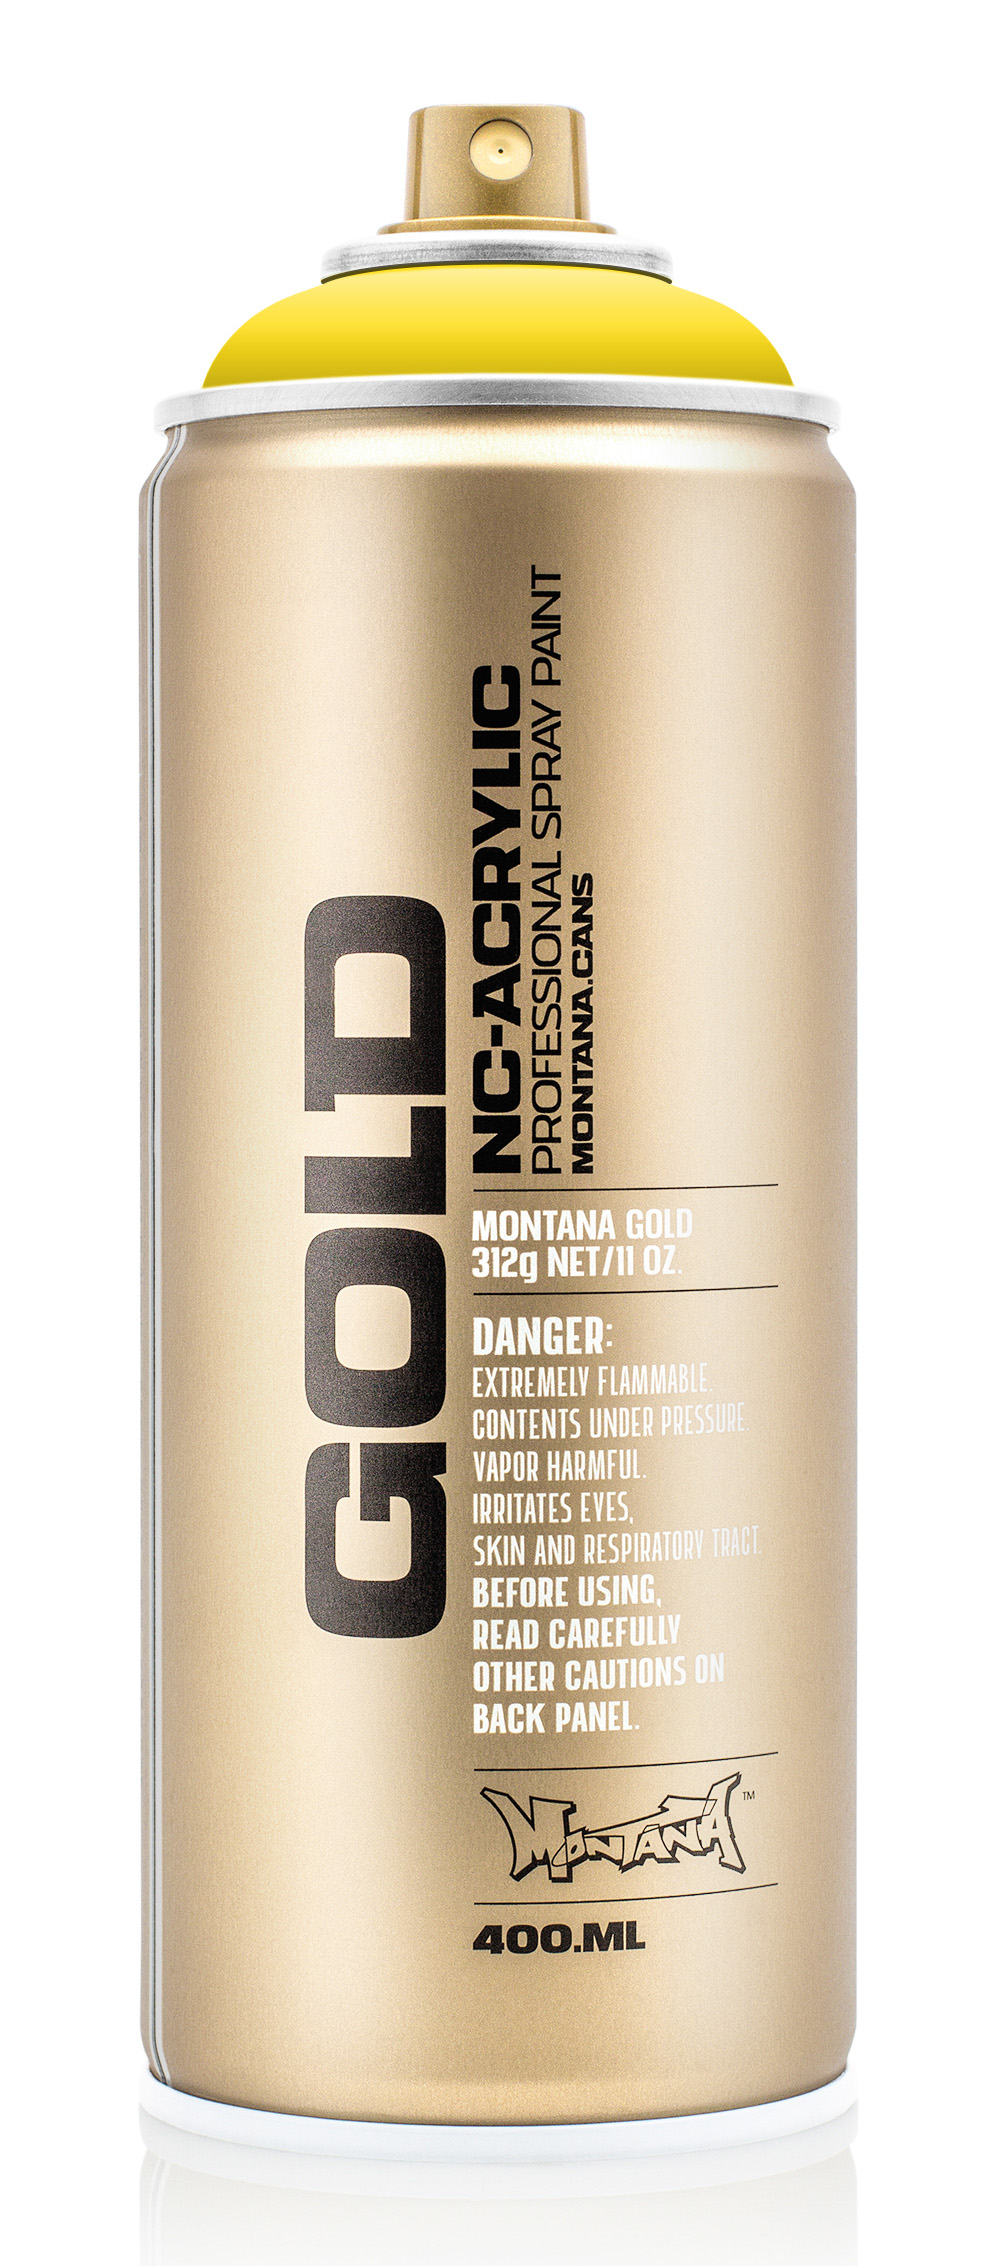 GOLD
NC-ACRYLIC
PROFESSIONAL SPRAY PAINT
MONTANA.CANS
MONTANA GOLD
312g NET/11 OZ.
DANGER:
EXTREMELY FLAMMABLE.
CONTENTS UNDER PRESSURE.
VAPOR HARMFUL.
IRRITATES EYES,
SKIN AND RESPIRATORY TRACT.
BEFORE USING,
READ CAREFULLY
OTHER CAUTIONS ON
BACK PANEL.
MONTANA™
400.ML